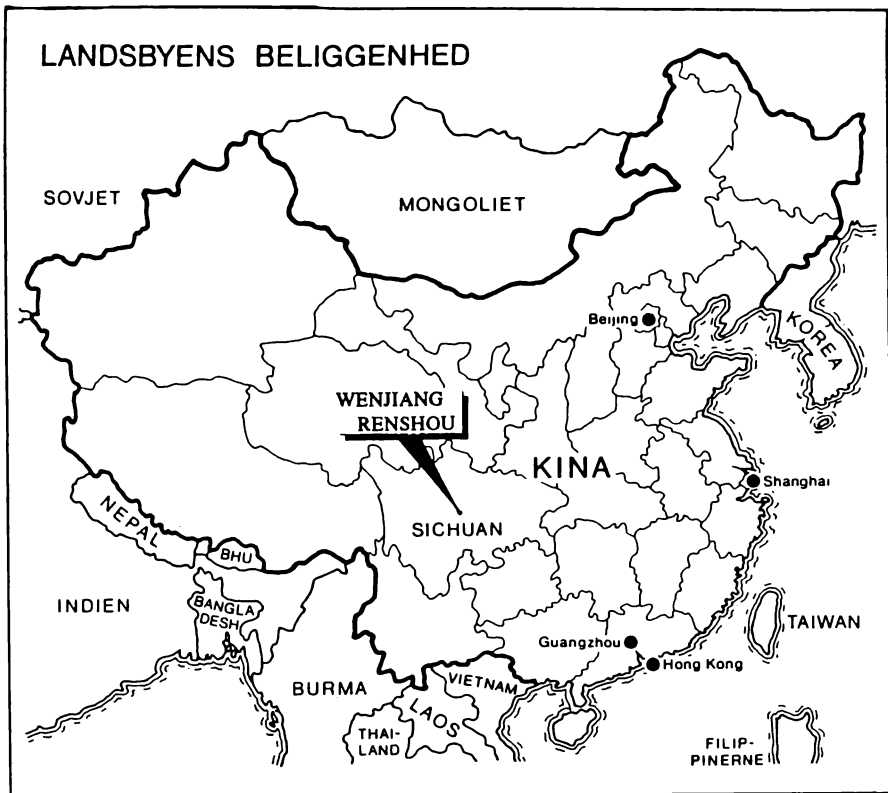 LANDSBYENS BELIGGENHED
SOVJET
MONGOLIET
Beijing
KOREA
WENJIANG
RENSHOU
KINA
Shanghai
NEPAL
SICHUAN
BHU
INDIEN
BANGLA
DESH
TAIWAN
Guangzhou
Hong Kong
BURMA
VIETNAM
LAOS
THAI-
LAND
FILIP-
PINERNE